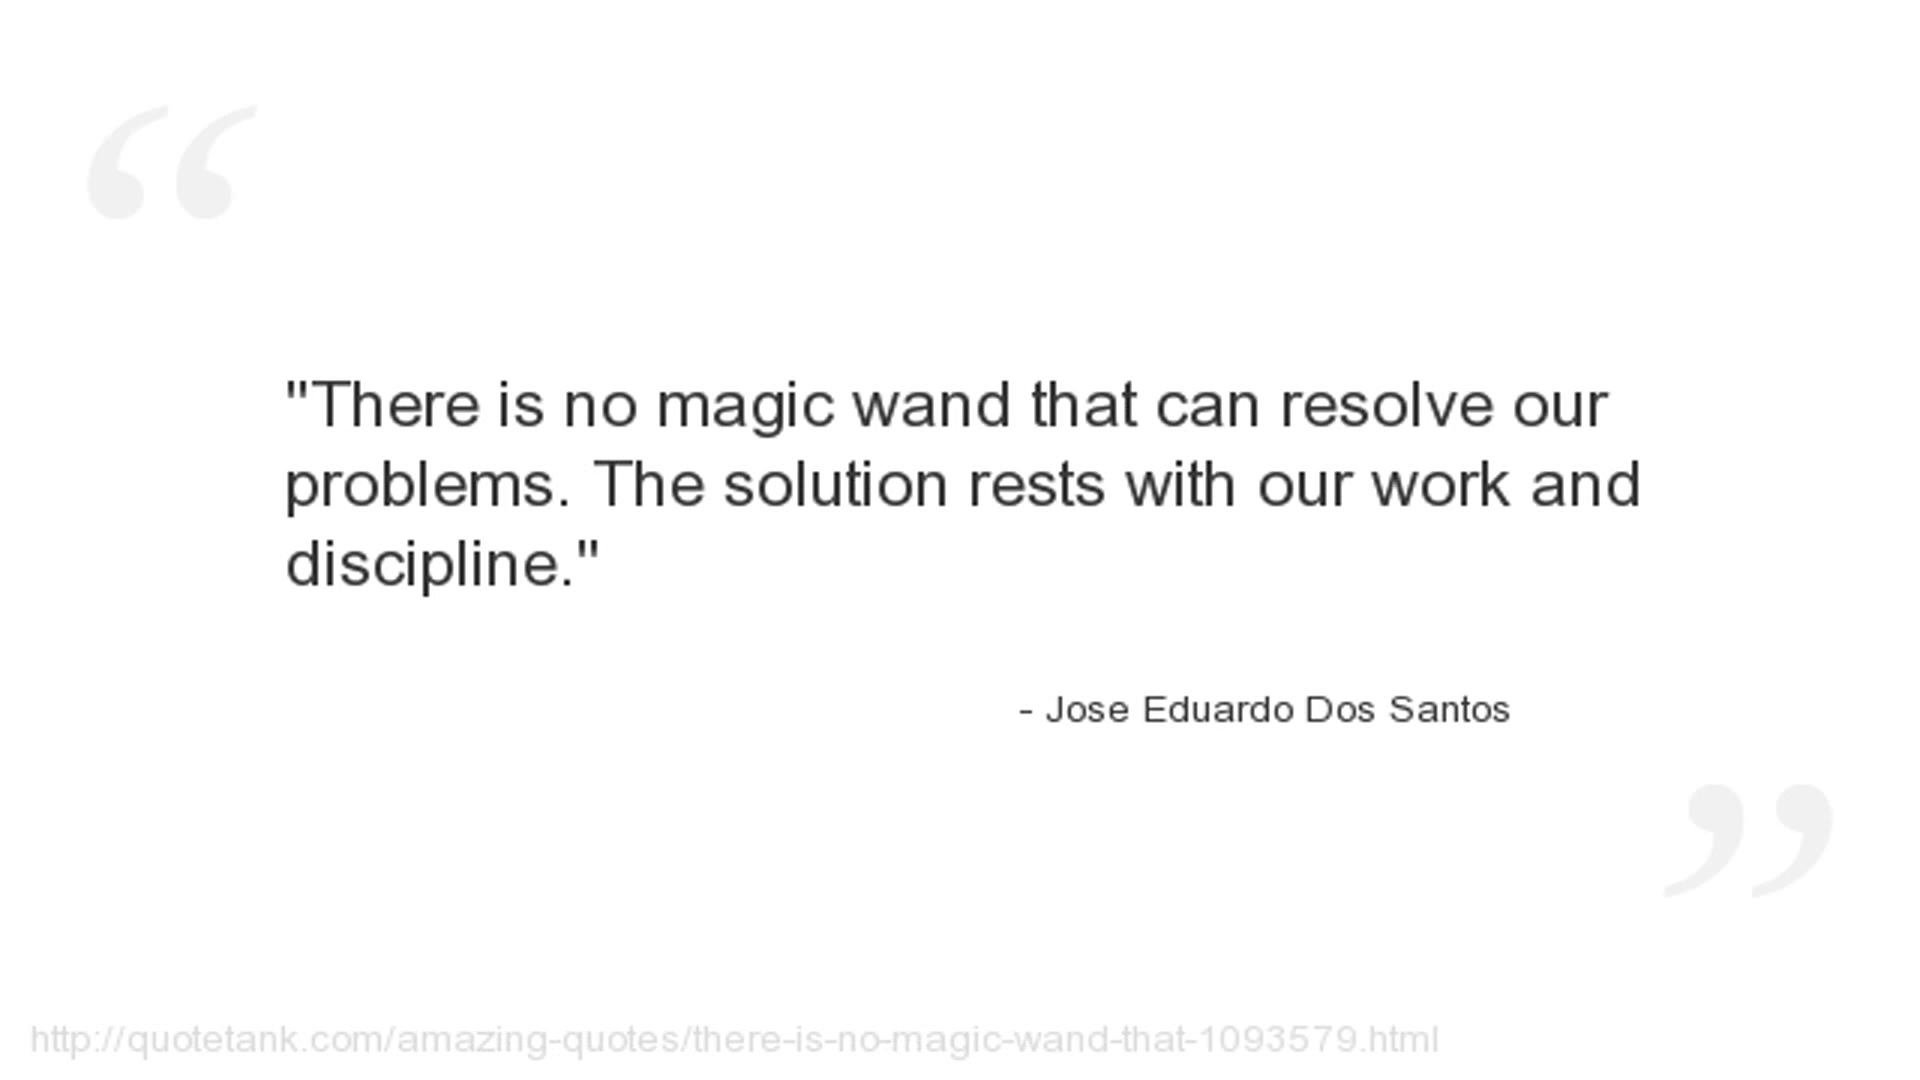 "There is no magic wand that can resolve our
problems. The solution rests with our work and
discipline."
- Jose Eduardo Dos Santos
http://quotetank.com/amazing-quotes/there-is-no-magic-wand-that-1093579.html